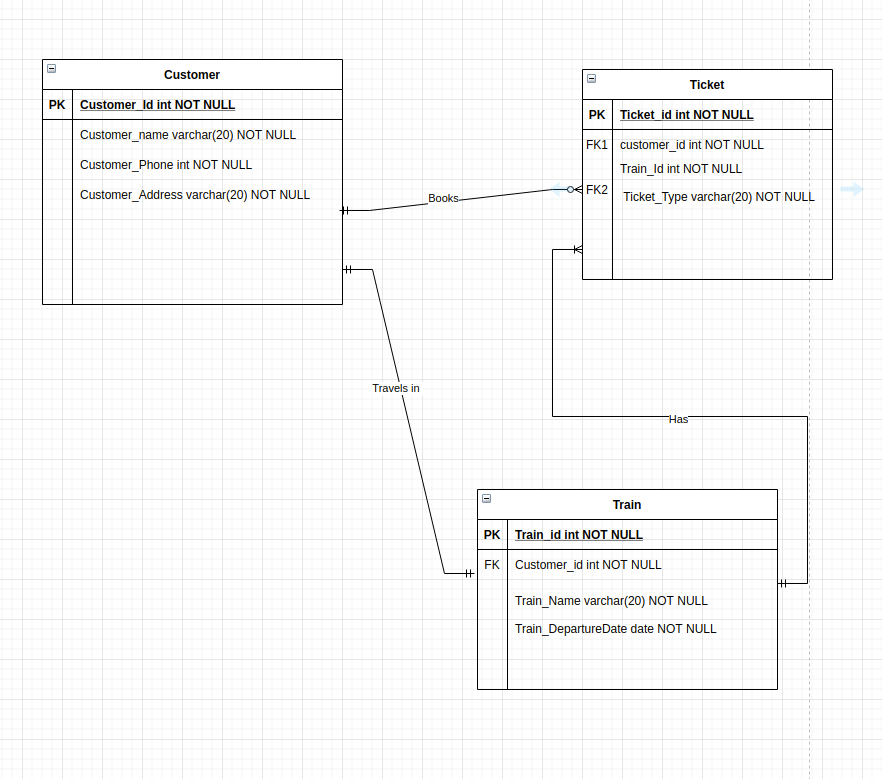 Customer
PK Customer_Id int NOT NULL
Customer_name varchar(20) NOT NULL
Customer_Phone int NOT NULL
Customer_Address varchar(20) NOT NULL
Ticket
PK Ticket_id int NOT NULL
FK1 customer_id int NOT NULL
Train_Id int NOT NULL
FK2 Ticket_Type varchar(20) NOT NULL
Books
Travels in
Has
Train
PK Train_id int NOT NULL
FK Customer_id int NOT NULL
Train_Name varchar(20) NOT NULL
Train_DepartureDate date NOT NULL